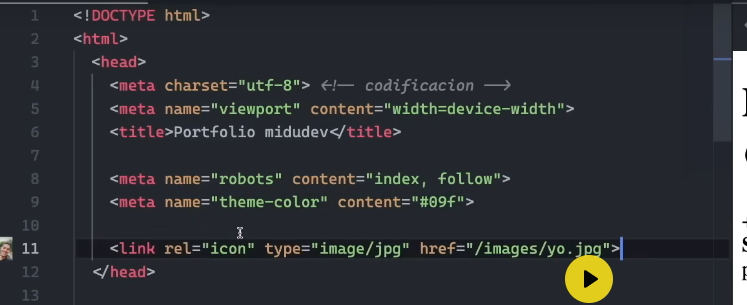 1 <!DOCTYPE html>
2 <html>
3 <head>
4 <meta charset="utf-8"> <!-- codificacion -->
5 <meta name="viewport" content="width=device-width">
6 <title>Portfolio midudev</title>
7
8 <meta name="robots" content="index, follow">
9 <meta name="theme-color" content="#09f">
10
11 <link rel="icon" type="image/jpg" href="/images/yo.jpg">
12 </head>
13